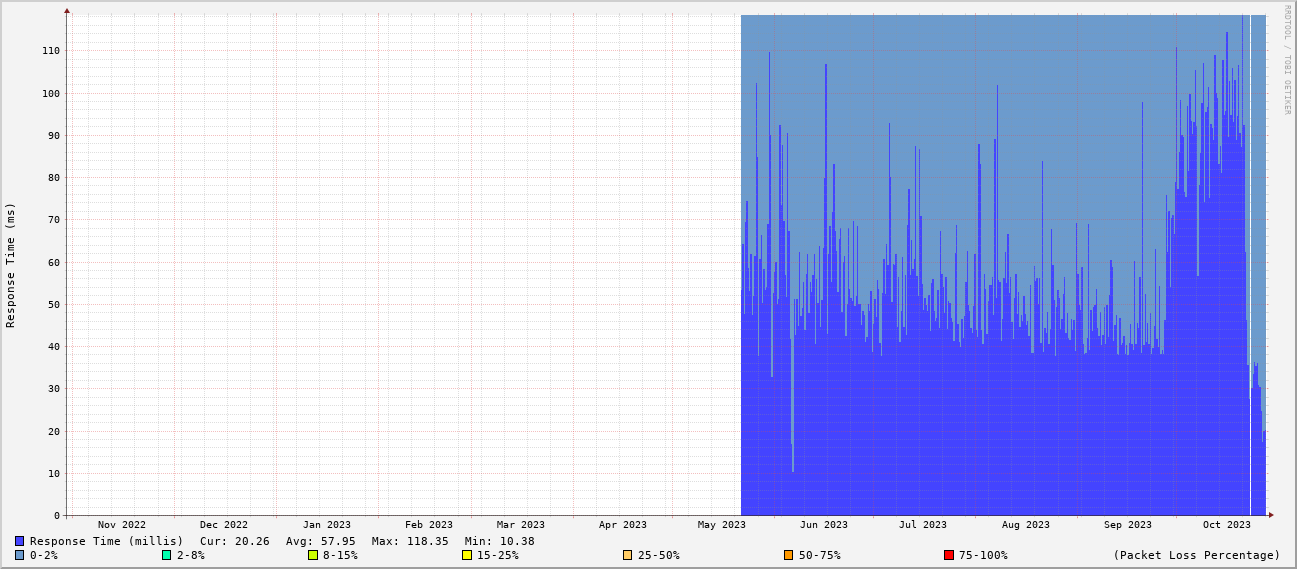 RRDTOOL / TOBI OETIKER
Response Time (ms)
110
100
90
80
70
60
50
40
30
20
10
0
Nov 2022 Dec 2022 Jan 2023 Feb 2023 Mar 2023 Apr 2023 May 2023 Jun 2023 Jul 2023 Aug 2023 Sep 2023 Oct 2023
Response Time (millis) Cur: 20.26 Avg: 57.95 Max: 118.35 Min: 10.38
0-2% 2-8% 8-15% 15-25% 25-50% 50-75% 75-100% (Packet Loss Percentage)